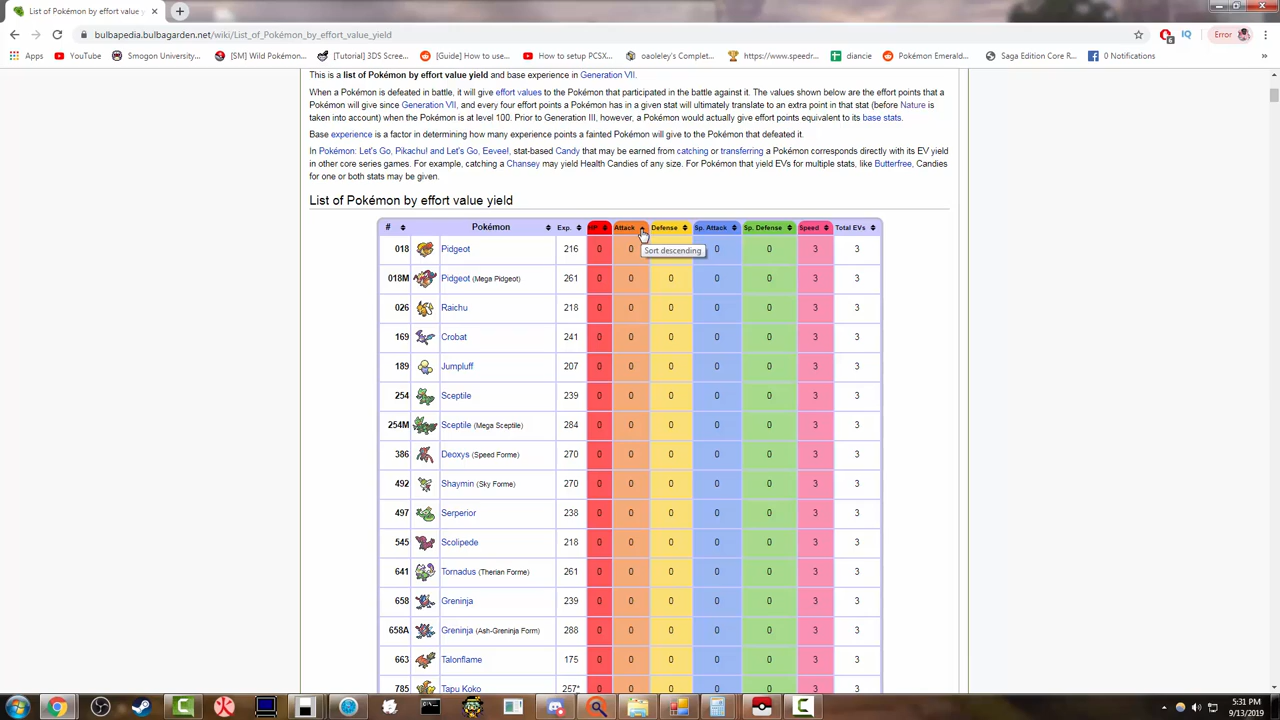 List of Pokémon by effort value y
bulbapedia.bulbagarden.net/wiki/List_of_Pokémon_by_effort_value_yield
Error
Apps
YouTube
Smogon University...
[SM] Wild Pokémon...
[Tutorial] 3DS Scree...
[Guide] How to use...
How to setup PCSX...
oaoleley's Complet...
https://www.speedr...
diancie
Pokémon Emerald...
Saga Edition Core R...
0 Notifications
This is a list of Pokémon by effort value yield and base experience in Generation VII.
When a Pokémon is defeated in battle, it will give effort values to the Pokémon that participated in the battle against it. The values shown below are the effort points that a
Pokémon will give since Generation VII, and every four effort points a Pokémon has in a given stat will ultimately translate to an extra point in that stat (before Nature is
taken into account) when the Pokémon is at level 100. Prior to Generation III, however, a Pokémon would actually give effort points equivalent to its base stats.
Base experience is a factor in determining how many experience points a fainted Pokémon will give to the Pokémon that defeated it.
In Pokémon: Let's Go, Pikachu! and Let's Go, Eevee!, stat-based Candy that may be earned from catching or transferring a Pokémon corresponds directly with its EV yield
in other core series games. For example, catching a Chansey may yield Health Candies of any size. For Pokémon that yield EVs for multiple stats, like Butterfree, Candies
for one or both stats may be given.
List of Pokémon by effort value yield
# Pokémon Exp. HP Attack Defense Sp. Attack Sp. Defense Speed Total EVs
018 Pidgeot 216 0 0 0 0 0 3 3
Sort descending
018M Pidgeot (Mega Pidgeot) 261 0 0 0 0 0 3 3
026 Raichu 218 0 0 0 0 0 3 3
169 Crobat 241 0 0 0 0 0 3 3
189 Jumpluff 207 0 0 0 0 0 3 3
254 Sceptile 239 0 0 0 0 0 3 3
254M Sceptile (Mega Sceptile) 284 0 0 0 0 0 3 3
386 Deoxys (Speed Forme) 270 0 0 0 0 0 3 3
492 Shaymin (Sky Forme) 270 0 0 0 0 0 3 3
497 Serperior 238 0 0 0 0 0 3 3
545 Scolipede 218 0 0 0 0 0 3 3
641 Tornadus (Therian Forme) 261 0 0 0 0 0 3 3
658 Greninja 239 0 0 0 0 0 3 3
658A Greninja (Ash-Greninja Form) 288 0 0 0 0 0 3 3
663 Talonflame 175 0 0 0 0 0 3 3
785 Tapu Koko 257* 0 0 0 0 0 3 3
5:31 PM
9/13/2019